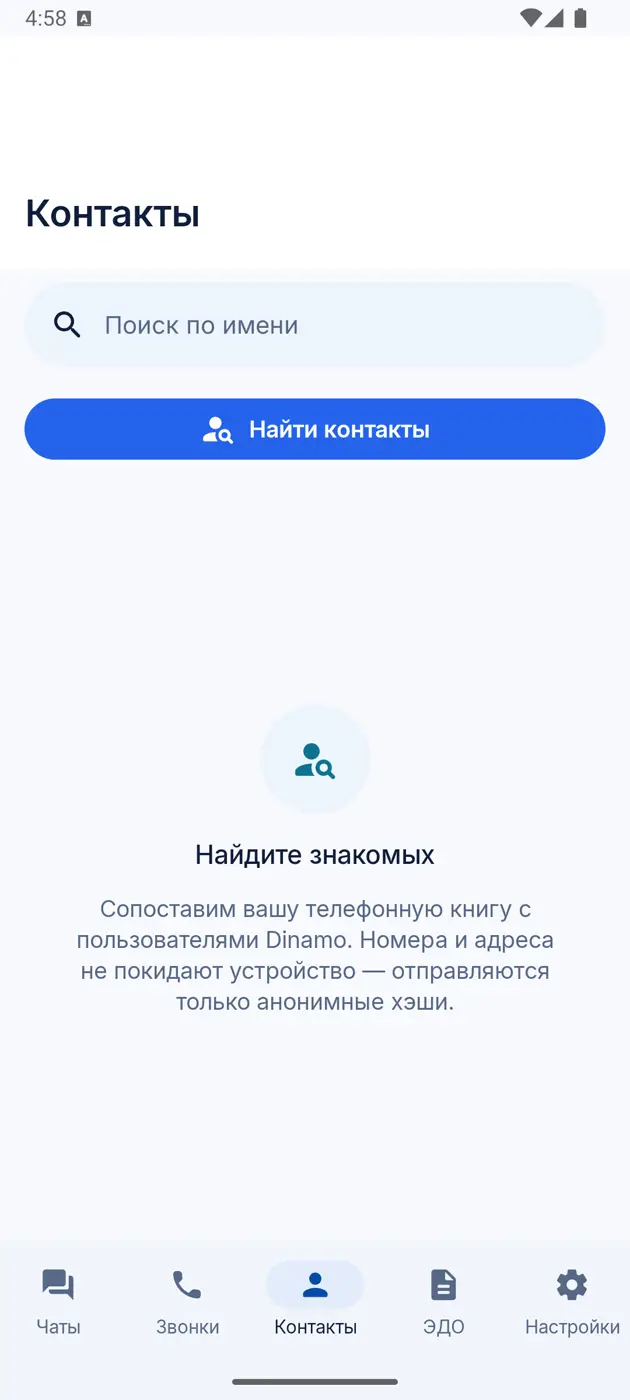 4:58
Контакты
Поиск по имени
Найти контакты
Найдите знакомых
Сопоставим вашу телефонную книгу с
пользователями Dinamo. Номера и адреса
не покидают устройство — отправляются
только анонимные хэши.
Чаты
Звонки
Контакты
ЭДО
Настройки